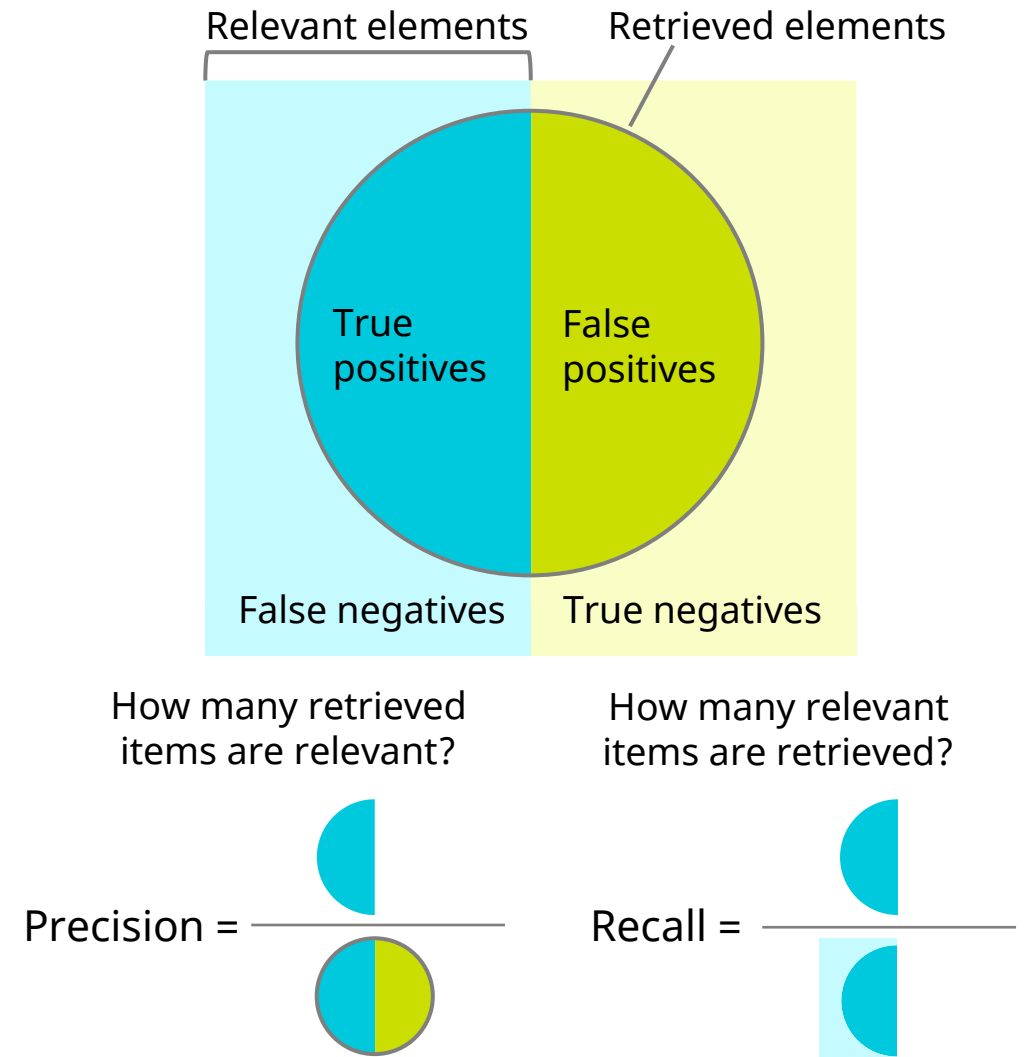 Relevant elements
Retrieved elements
True
positives
False
positives
False negatives
True negatives
How many retrieved
items are relevant?
How many relevant
items are retrieved?
Precision =
Recall =